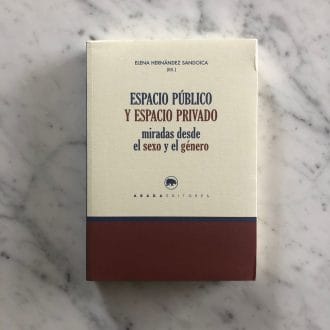 ELENA HERNÁNDEZ SANDOICA
(ED.)
ESPACIO PÚBLICO
Y ESPACIO PRIVADO
miradas desde
el sexo y el género
ABADA EDITORES